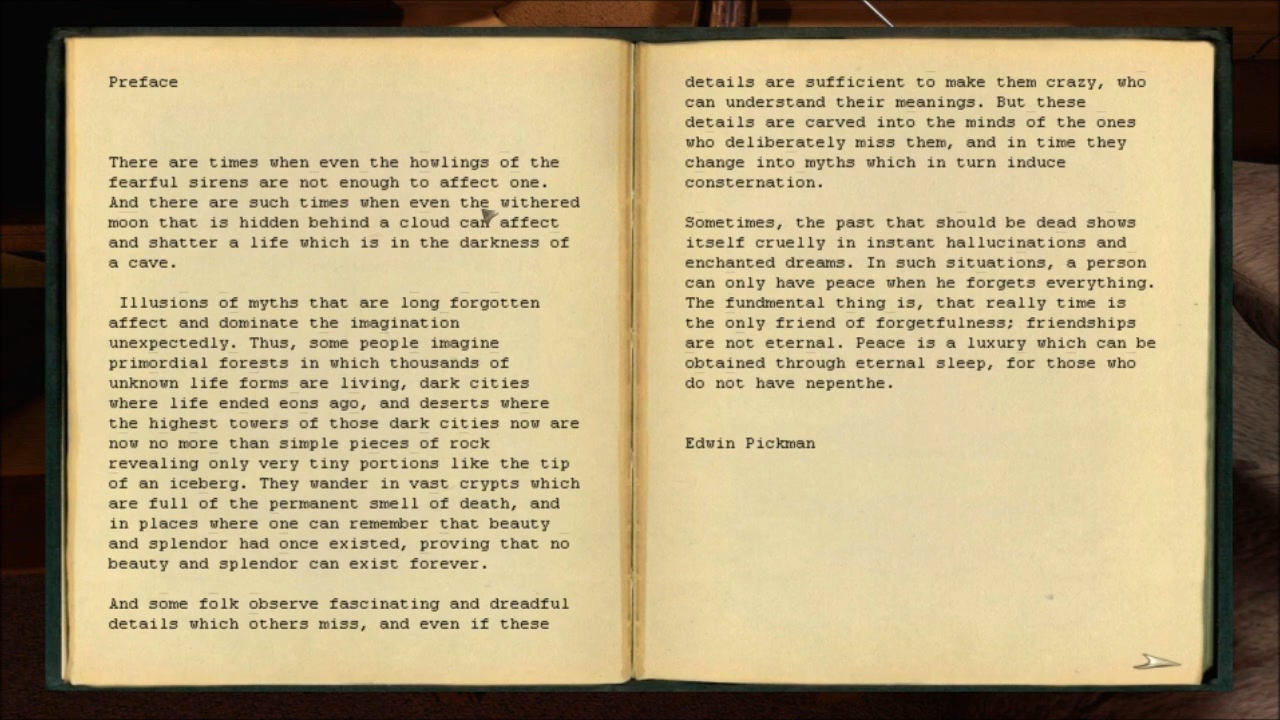 Preface
There are times when even the howlings of the
fearful sirens are not enough to affect one.
And there are such times when even the withered
moon that is hidden behind a cloud can affect
and shatter a life which is in the darkness of
a cave.
Illusions of myths that are long forgotten
affect and dominate the imagination
unexpectedly. Thus, some people imagine
primordial forests in which thousands of
unknown life forms are living, dark cities
where life ended eons ago, and deserts where
the highest towers of those dark cities now are
now no more than simple pieces of rock
revealing only very tiny portions like the tip
of an iceberg. They wander in vast crypts which
are full of the permanent smell of death, and
in places where one can remember that beauty
and splendor had once existed, proving that no
beauty and splendor can exist forever.
And some folk observe fascinating and dreadful
details which others miss, and even if these
details are sufficient to make them crazy, who
can understand their meanings. But these
details are carved into the minds of the ones
who deliberately miss them, and in time they
change into myths which in turn induce
consternation.
Sometimes, the past that should be dead shows
itself cruelly in instant hallucinations and
enchanted dreams. In such situations, a person
can only have peace when he forgets everything.
The fundmental thing is, that really time is
the only friend of forgetfulness; friendships
are not eternal. Peace is a luxury which can be
obtained through eternal sleep, for those who
do not have nepenthe.
Edwin Pickman